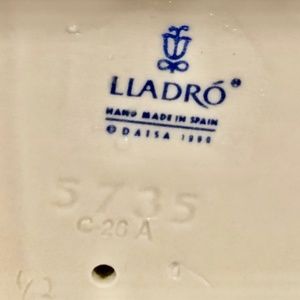 LLADRÓ®
HAND MADE IN SPAIN
© DAISA 1990
5735
C-20 A